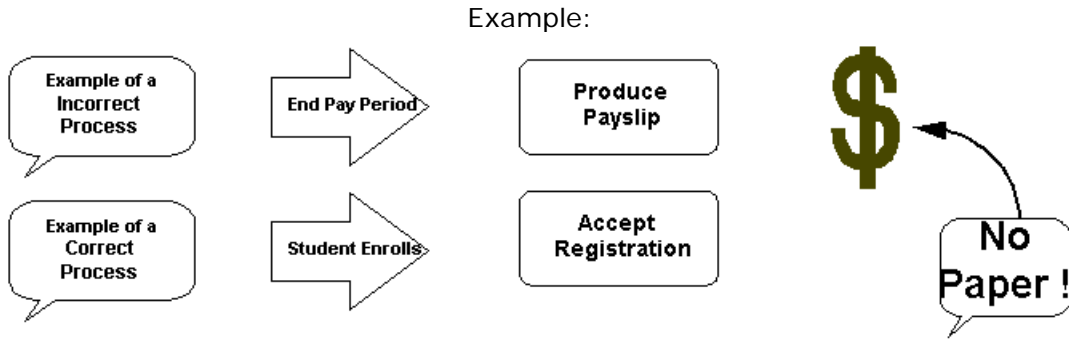 Example:
Example of a
Incorrect
Process
End Pay Period
Produce
Payslip
$
Example of a
Correct
Process
Student Enrolls
Accept
Registration
No
Paper !